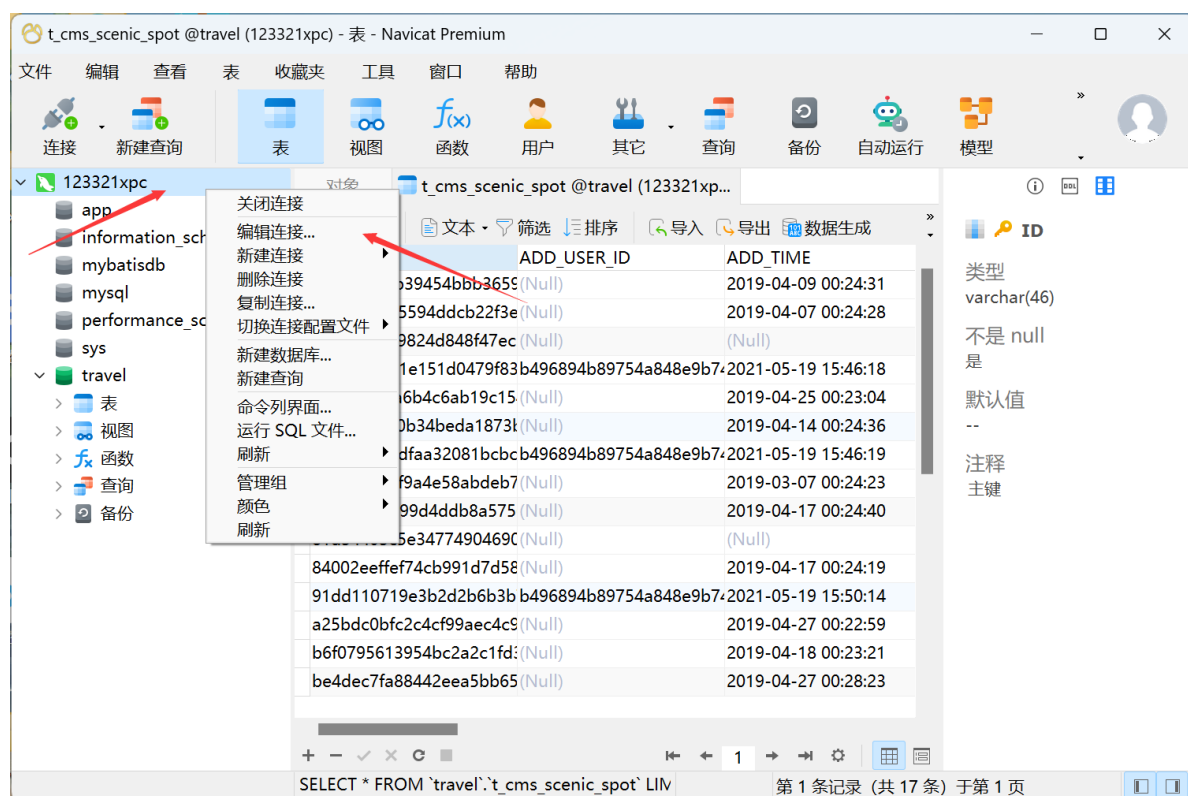 t_cms_scenic_spot @travel (123321xpc) - 表 - Navicat Premium
文件 编辑 查看 表 收藏夹 工具 窗口 帮助
连接 新建查询 表 视图 函数 用户 其它 查询 备份 自动运行 模型
123321xpc
app
information_sch
mybatisdb
mysql
performance_sc
sys
travel
表
视图
函数
查询
备份
关闭连接
编辑连接...
新建连接
删除连接
复制连接...
切换连接配置文件
新建数据库...
新建查询
命令列界面...
运行 SQL 文件...
刷新
管理组
颜色
刷新
对象 t_cms_scenic_spot @travel (123321xp...
文本 筛选 排序 导入 导出 数据生成
ADD_USER_ID ADD_TIME
39454bbb3659 (Null) 2019-04-09 00:24:31
5594ddcb22f3e (Null) 2019-04-07 00:24:28
9824d848f47ec (Null) (Null)
1e151d0479f83 b496894b89754a848e9b74 2021-05-19 15:46:18
6b4c6ab19c15 (Null) 2019-04-25 23:04
0b34beda1873 (Null) 2019-04-14 00:24:36
dfaa32081bcbc b496894b89754a848e9b74 2021-05-19 15:46:19
f9a4e58abdeb7 (Null) 2019-03-07 00:24:23
99d4ddb8a575 (Null) 2019-04-17 00:24:40
5e34774904690 (Null) (Null)
84002eeffef74cb991d7d58 (Null) 2019-04-17 00:24:19
91dd110719e3b2d2b6b3b b496894b89754a848e9b74 2021-05-19 15:50:14
a25bdc0bfc2c4cf99aec4c9 (Null) 2019-04-27 00:22:59
b6f0795613954bc2a2c1fd (Null) 2019-04-18 00:23:21
be4dec7fa88442eea5bb65 (Null) 2019-04-27 00:28:23
1
SELECT * FROM `travel`.`t_cms_scenic_spot` LIM
第 1 条记录 (共 17 条) 于第 1 页
DDL
ID
类型
varchar(46)
不是 null
是
默认值
--
注释
主键